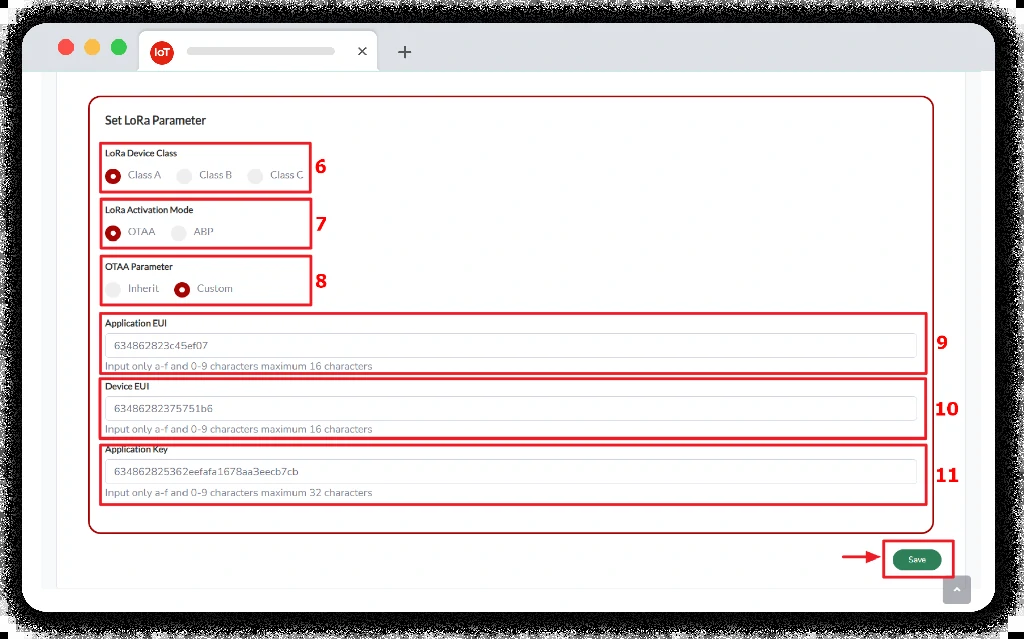 IoT
Set LoRa Parameter
LoRa Device Class
Class A Class B Class C
6
LoRa Activation Mode
OTAA ABP
7
OTAA Parameter
Inherit Custom
8
Application EUI
634862823c45ef07
Input only a-f and 0-9 characters maximum 16 characters
9
Device EUI
63486282375751b6
Input only a-f and 0-9 characters maximum 16 characters
10
Application Key
634862825362eefafa1678aa3eecb7cb
Input only a-f and 0-9 characters maximum 32 characters
11
Save